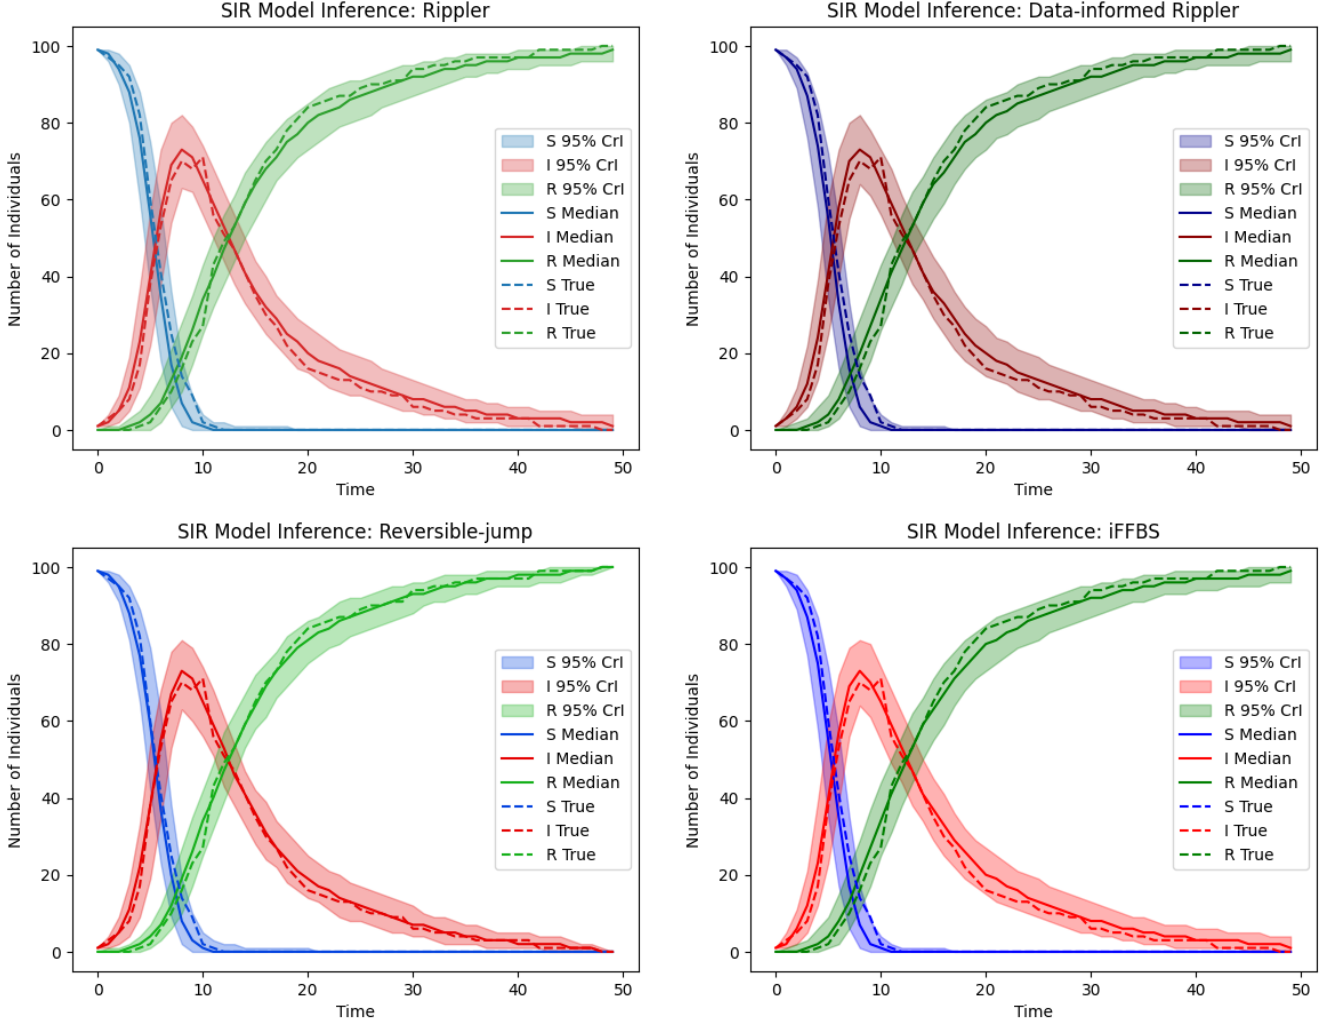 SIR Model Inference: Rippler
Number of Individuals
100
80
60
40
20
0
S 95% CrI
I 95% CrI
R 95% CrI
S Median
I Median
R Median
S True
I True
R True
0 10 20 30 40 50
Time
SIR Model Inference: Data-informed Rippler
Number of Individuals
100
80
60
40
20
0
S 95% CrI
I 95% CrI
R 95% CrI
S Median
I Median
R Median
S True
I True
R True
0 10 20 30 40 50
Time
SIR Model Inference: Reversible-jump
Number of Individuals
100
80
60
40
20
0
S 95% CrI
I 95% CrI
R 95% CrI
S Median
I Median
R Median
S True
I True
R True
0 10 20 30 40 50
Time
SIR Model Inference: iFFBS
Number of Individuals
100
80
60
40
20
0
S 95% CrI
I 95% CrI
R 95% CrI
S Median
I Median
R Median
S True
I True
R True
0 10 20 30 40 50
Time